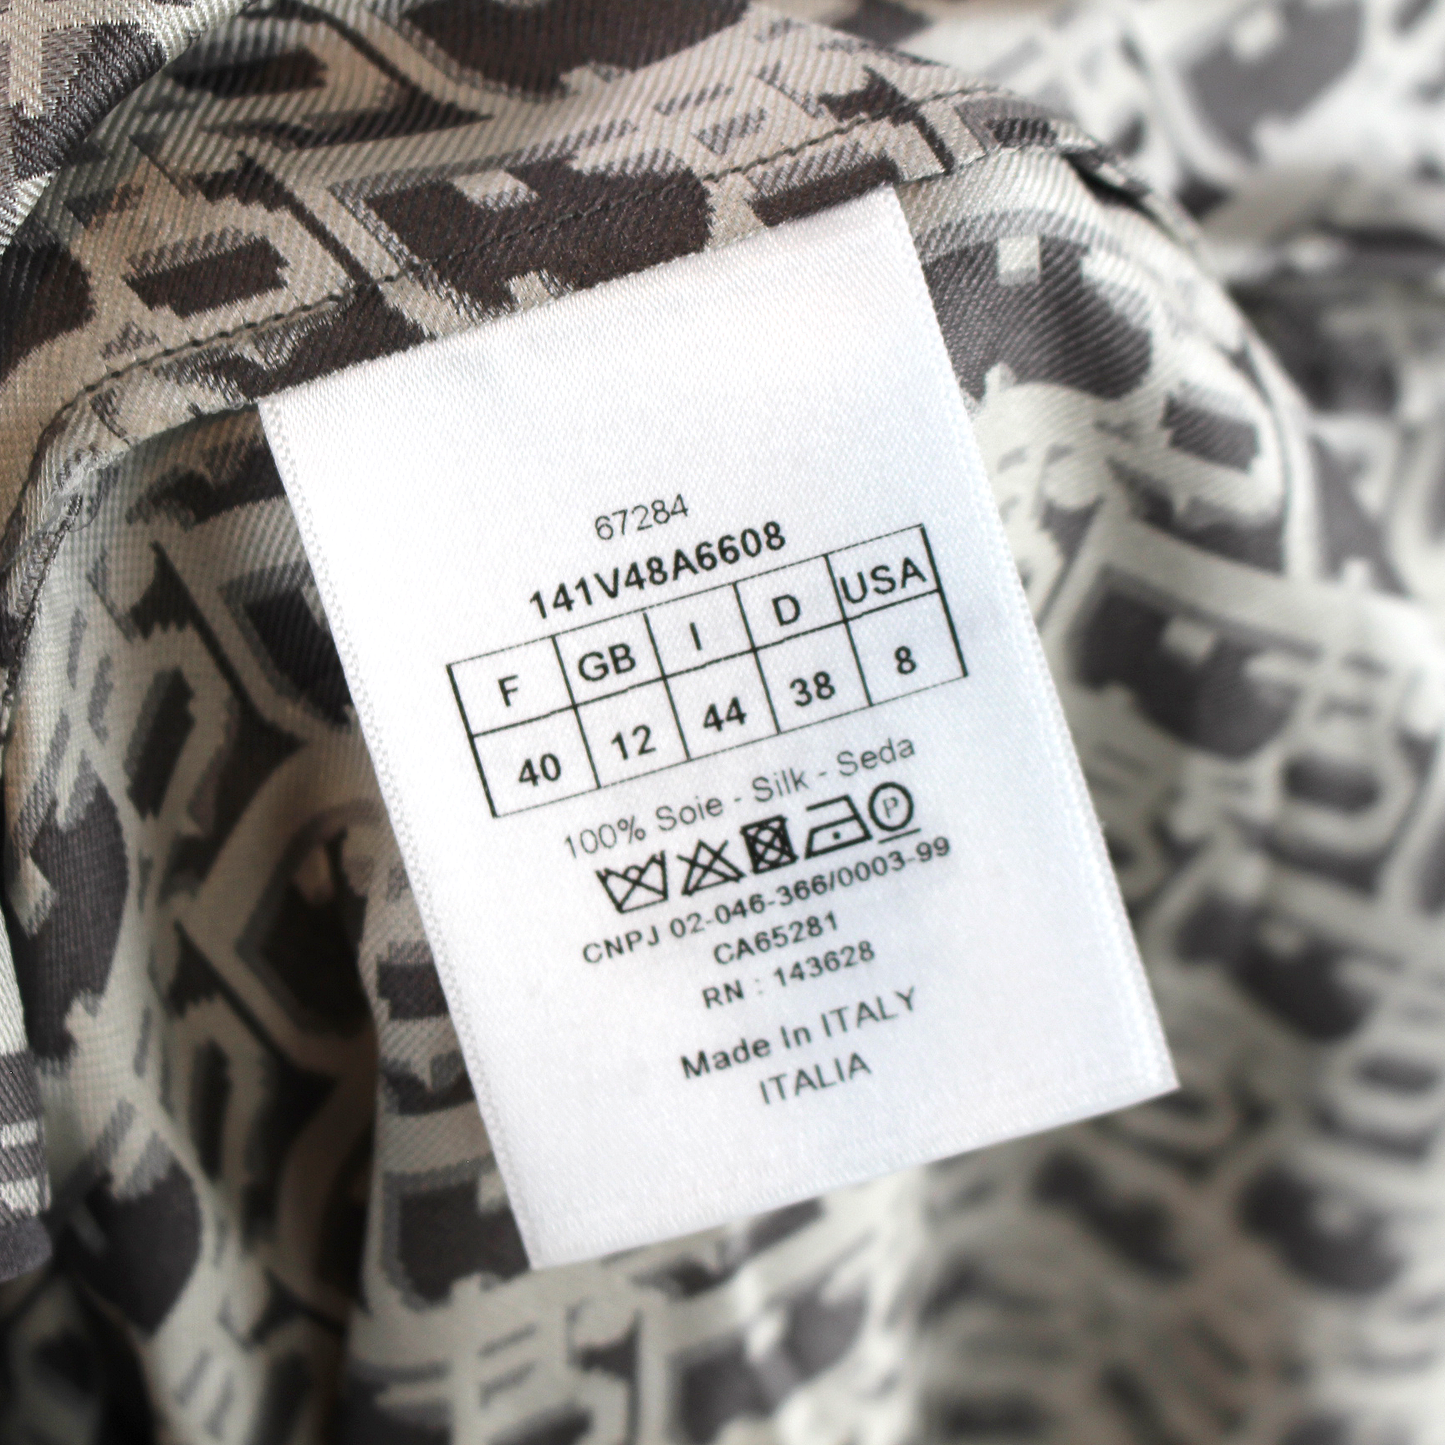 67284
141V48A6608
F GB I D USA
40 12 44 38 8
100% Soie - Silk - Seda
P
CNPJ 02-046-366/0003-99
CA65281
RN : 143628
Made In ITALY
ITALIA